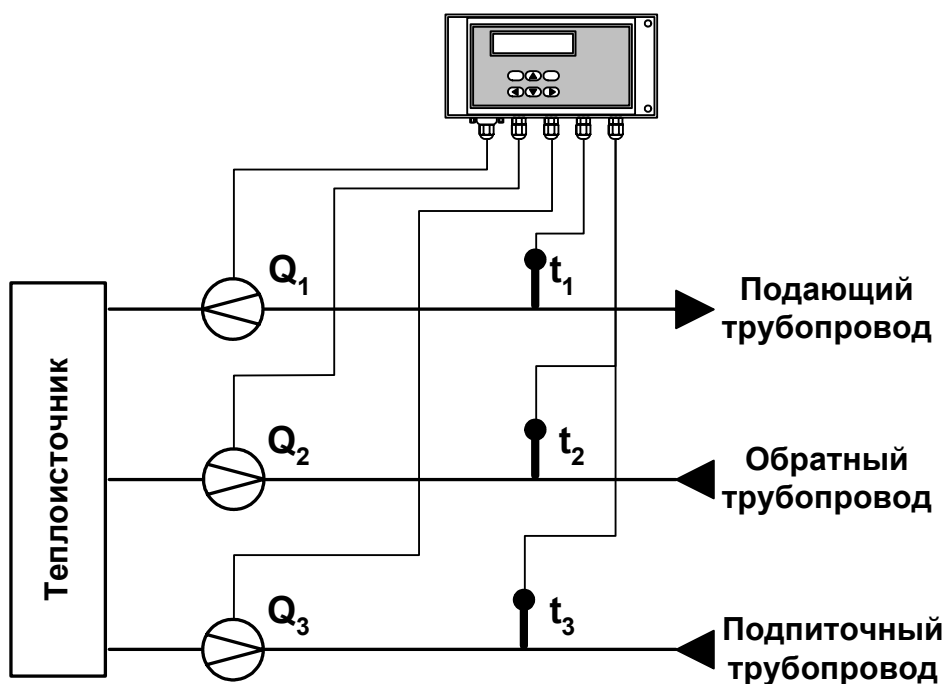 Q₁
t₁
Подающий
трубопровод
Теплоисточник
Q₂
t₂
Обратный
трубопровод
Q₃
t₃
Подпиточный
трубопровод